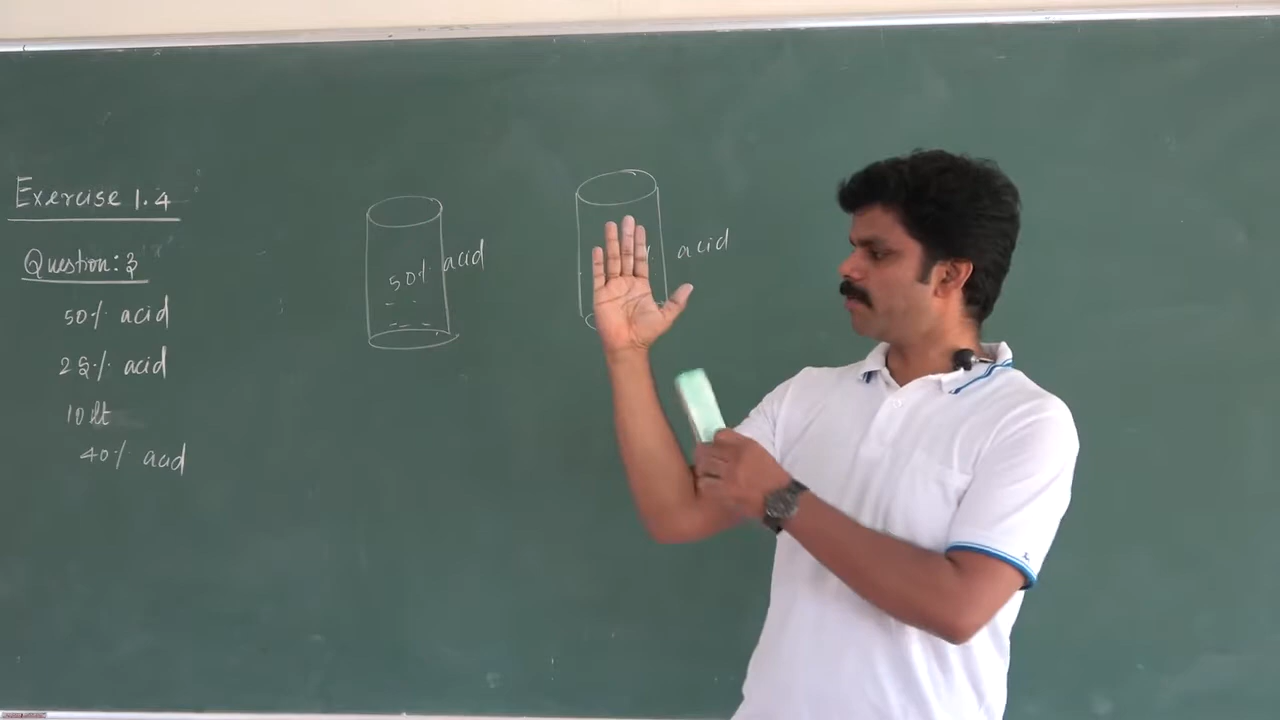 Exercise 1.4
Question: 3
50% acid
25% acid
10 lt
40% acid
50% acid
acid